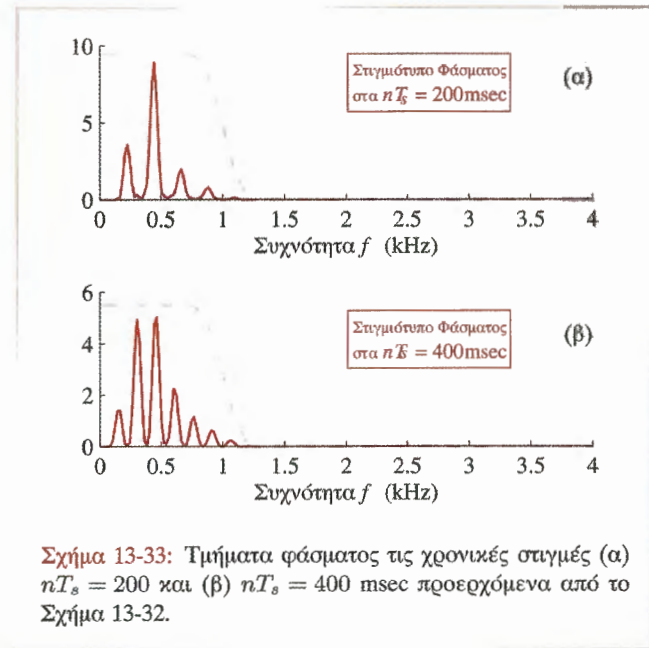 10
5
0
Στιγμιότυπο Φάσματος
στα nTs = 200msec
(α)
0 0.5 1 1.5 2 2.5 3 3.5 4
Συχνότητα f (kHz)
6
4
2
0
Στιγμιότυπο Φάσματος
στα nTs = 400msec
(β)
0 0.5 1 1.5 2 2.5 3 3.5 4
Συχνότητα f (kHz)
Σχήμα 13-33: Τμήματα φάσματος τις χρονικές στιγμές (α)
nTs = 200 και (β) nTs = 400 msec προερχόμενα από το
Σχήμα 13-32.